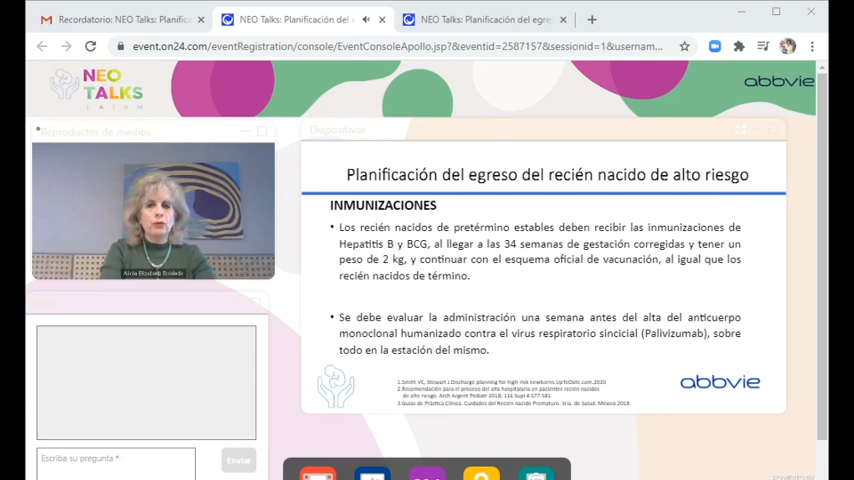 Recordatorio: NEO Talks: Planific
NEO Talks: Planificación del e
NEO Talks: Planificación del egre
event.on24.com/eventRegistration/console/EventConsoleApollo.jsp?&eventid=2587157&sessionid=1&usernam...
NEO
TALKS
LATAM
abbvie
Reproductor de medios
Diapositivas
Planificación del egreso del recién nacido de alto riesgo
INMUNIZACIONES
• Los recién nacidos de pretérmino estables deben recibir las inmunizaciones de
Hepatitis B y BCG, al llegar a las 34 semanas de gestación corregidas y tener un
peso de 2 kg, y continuar con el esquema oficial de vacunación, al igual que los
recién nacidos de término.
• Se debe evaluar la administración una semana antes del alta del anticuerpo
monoclonal humanizado contra el virus respiratorio sincicial (Palivizumab), sobre
todo en la estación del mismo.
1.Smith VC, Stewart J.Discharge planning for high risk newborns.UpToDate.com.2020
2.Recomendación para el proceso del alta hospitalaria en pacientes recién nacidos
de alto riesgo. Arch Argent Pediatr 2018, 116 Supl 4:S77 S81
3.Guías de Práctica Clínica. Cuidados del Recién nacido Prematuro. Sría. de Salud. México.2018
abbvie
Alicia Elizabeth Robledo
Escriba su pregunta *
Enviar